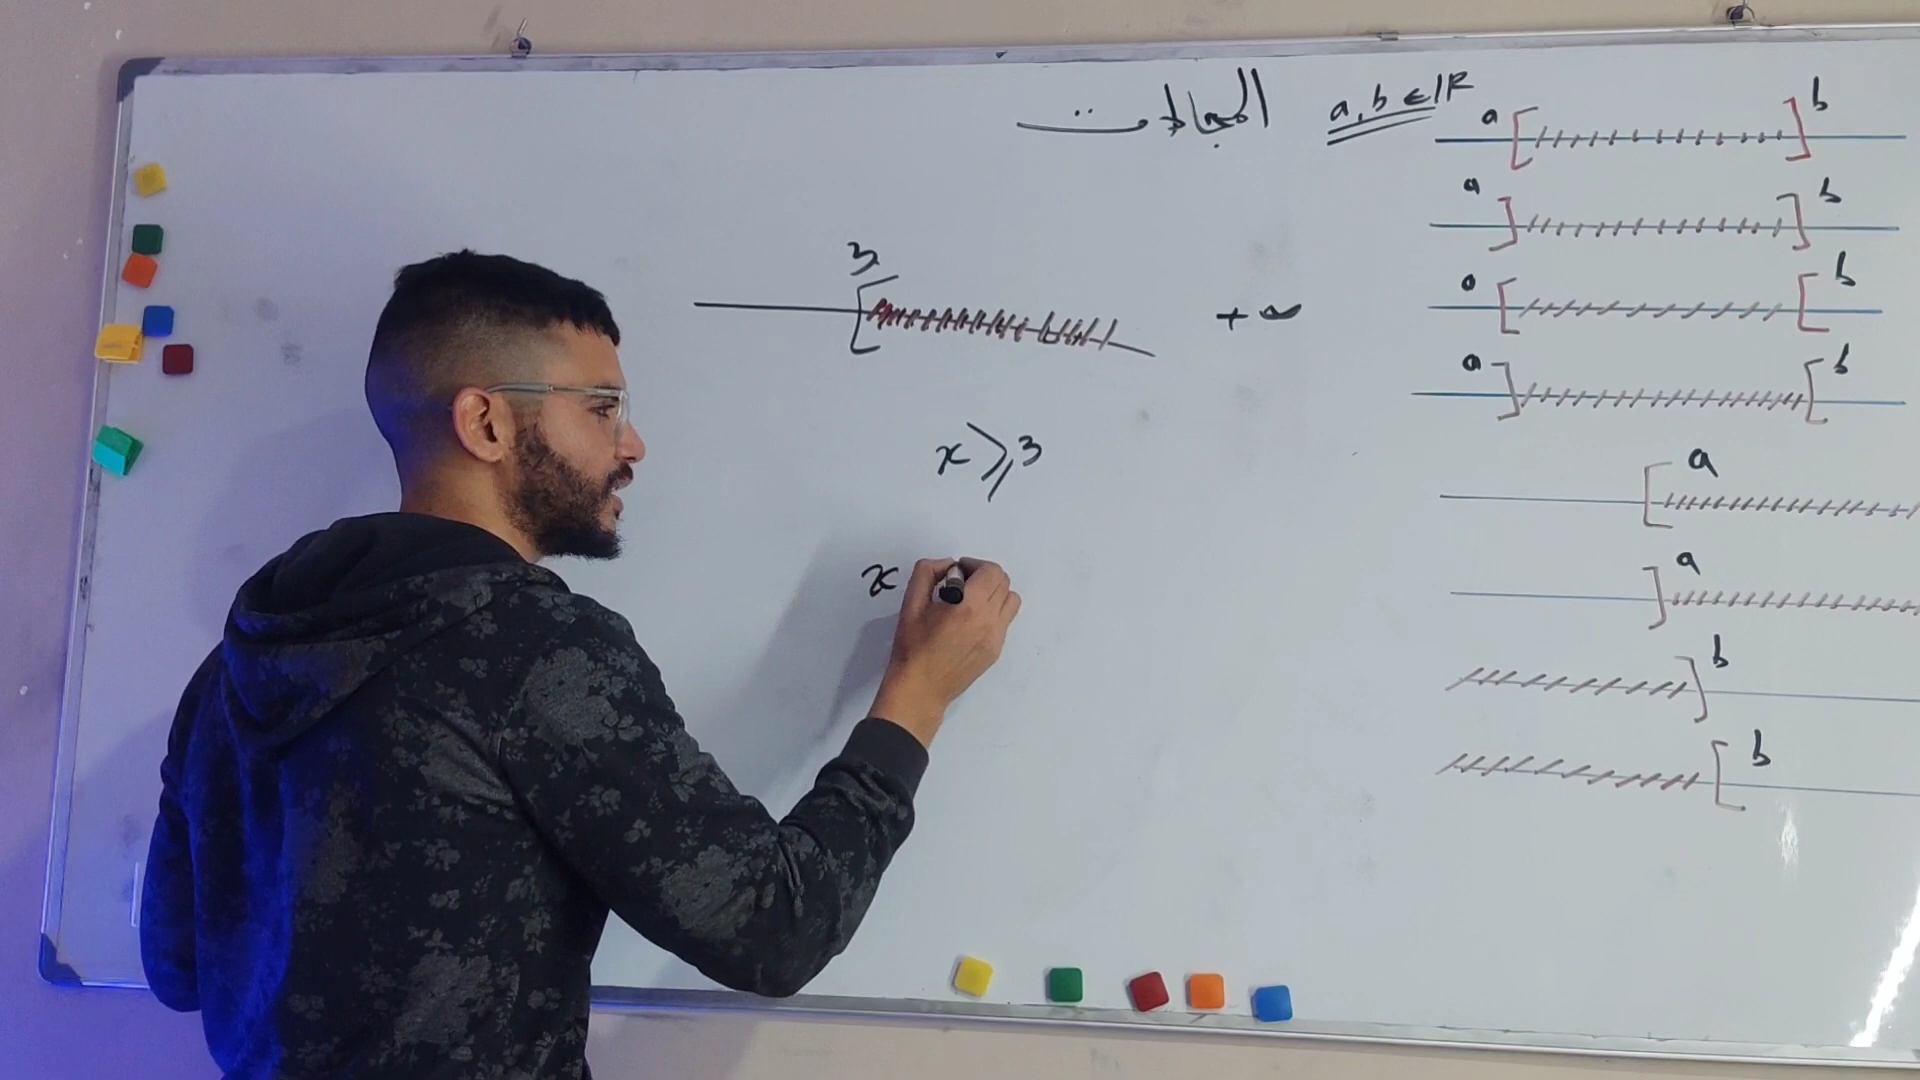 المجالات a, b ∈ IR
3
[ +∞
x ⩾ 3
x
a [ ] b
a ] ] b
a [ [ b
a ] [ b
[ a
] a
] b
[ b